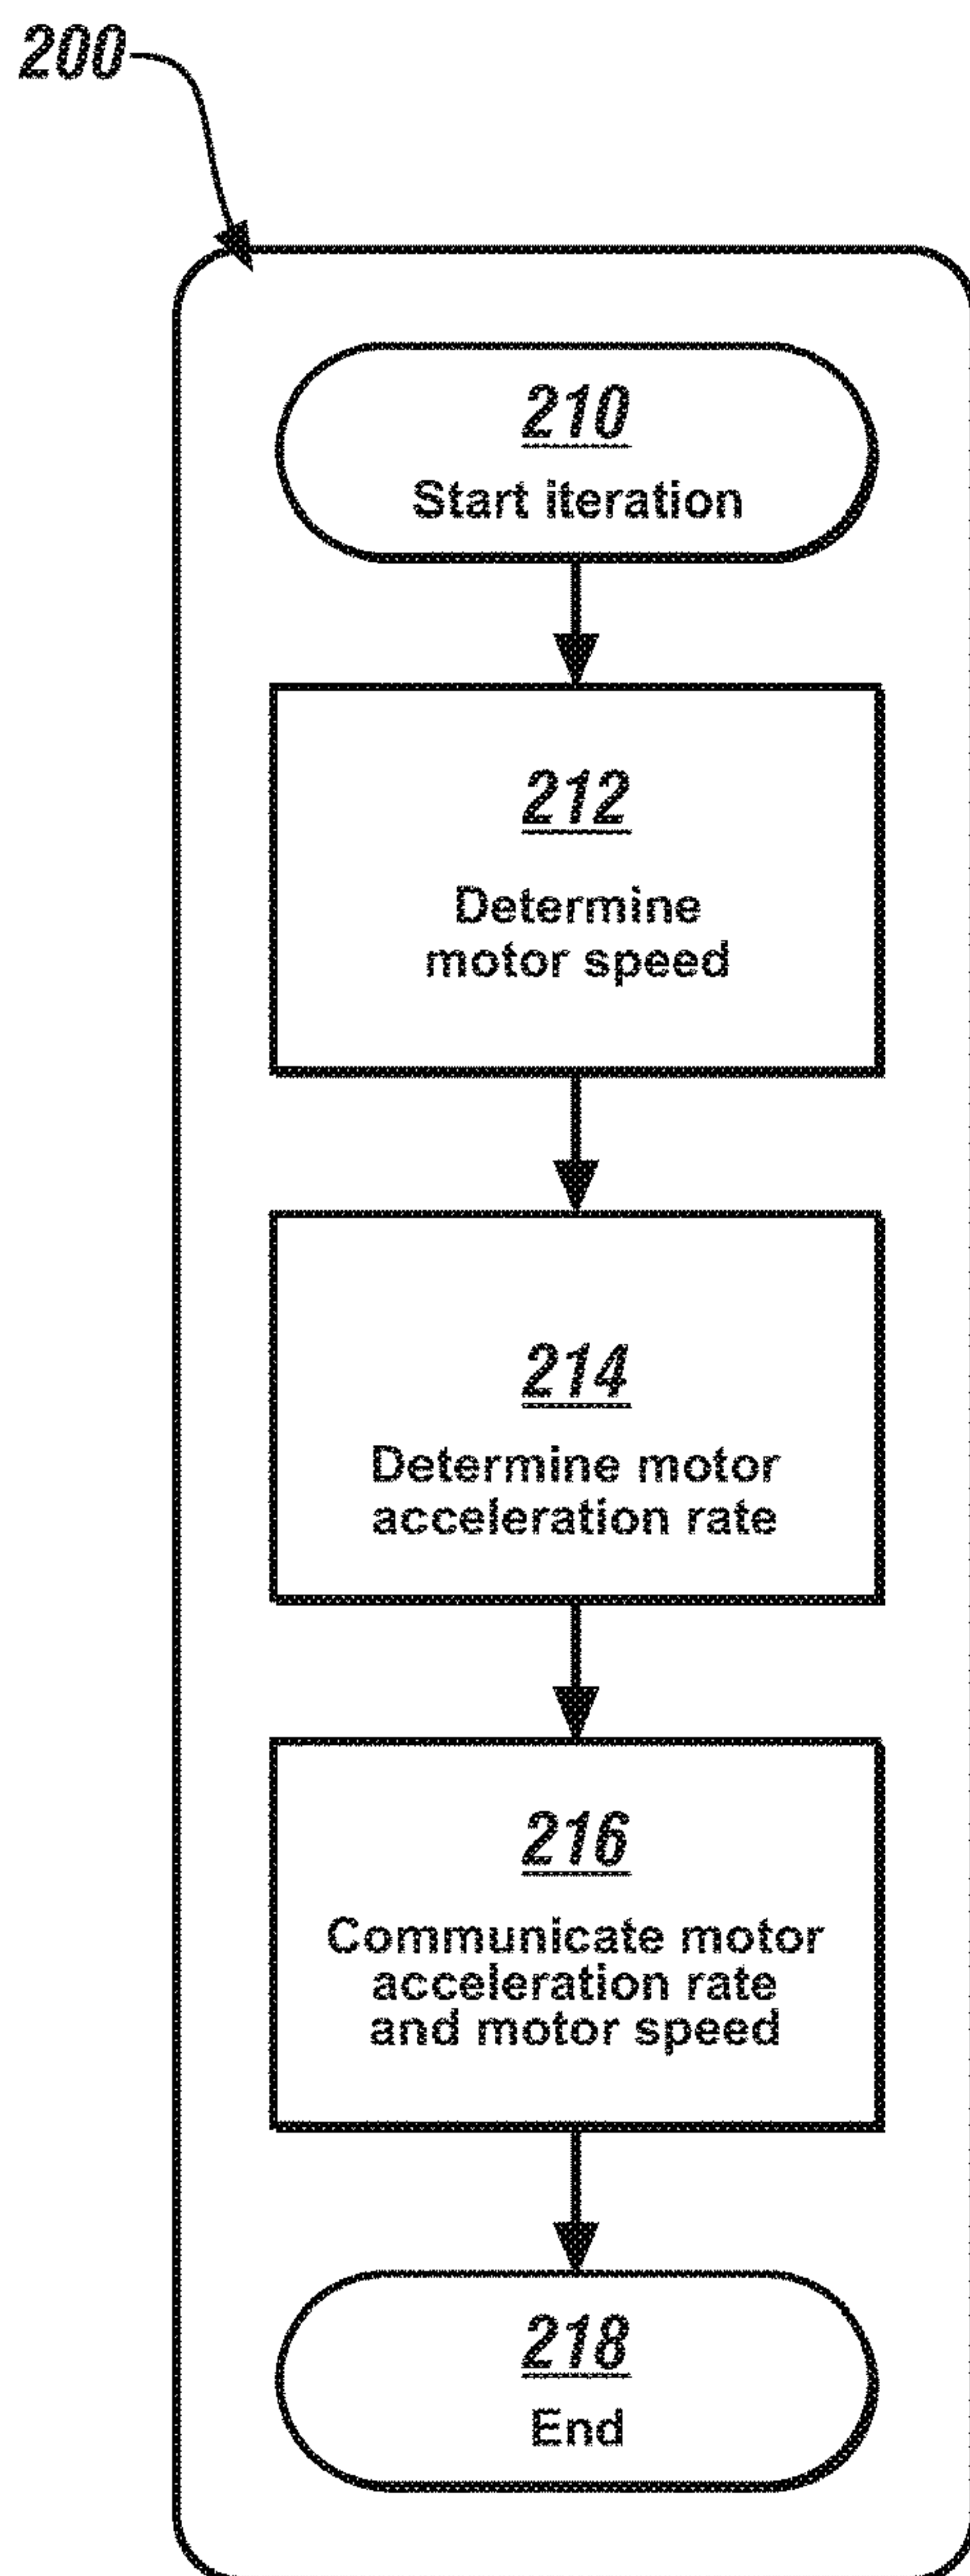 200
210
Start iteration
212
Determine
motor speed
214
Determine motor
acceleration rate
216
Communicate motor
acceleration rate
and motor speed
218
End